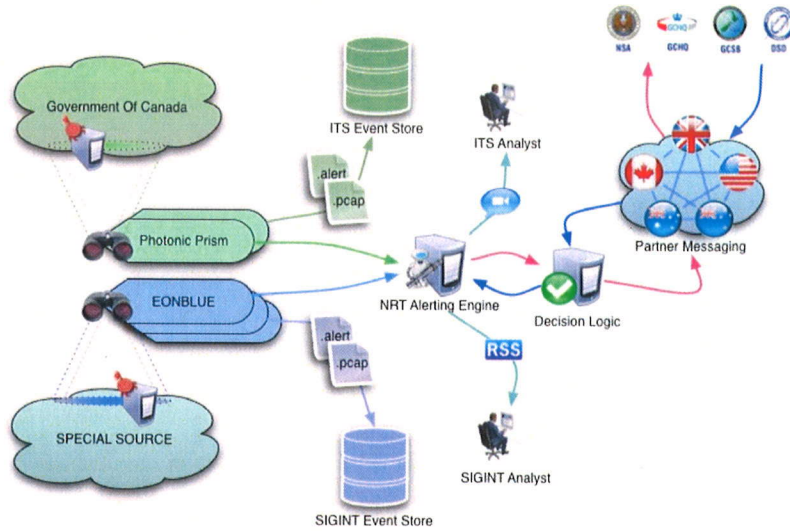 NSA
GCHQ
GCSB
DSD
GCHQ
Government Of Canada
ITS Event Store
ITS Analyst
.alert
.pcap
Photonic Prism
Partner Messaging
EONBLUE
NRT Alerting Engine
Decision Logic
.alert
.pcap
RSS
SPECIAL SOURCE
SIGINT Analyst
SIGINT Event Store